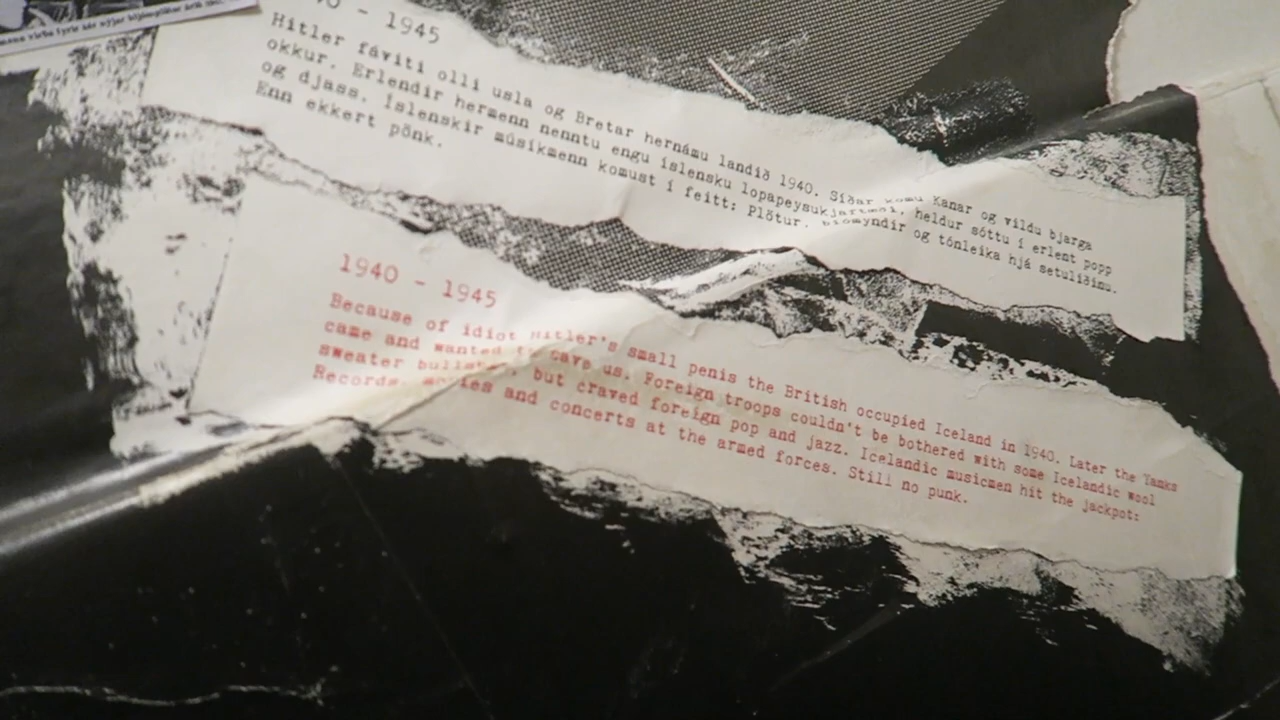 - 1945
Hitler fáviti olli usla og Bretar hernámu landið 1940. Síðar komu Kanar og vildu bjarga
okkur. Erlendir hermenn nenntu engu íslensku lopapeysukjaftæði, heldur sóttu í erlent popp
og djass. Íslenskir músikmenn komust í feitt: Plötur, bíómyndir og tónleika hjá setuliðinu.
Enn ekkert pönk.
1940 - 1945
Because of idiot Hitler's small penis the British occupied Iceland in 1940. Later the Yanks
came and wanted to save us. Foreign troops couldn't be bothered with some Icelandic wool
sweater but craved foreign pop and jazz. Icelandic musicmen hit the jackpot:
Records, movies and concerts at the armed forces. Still no punk.